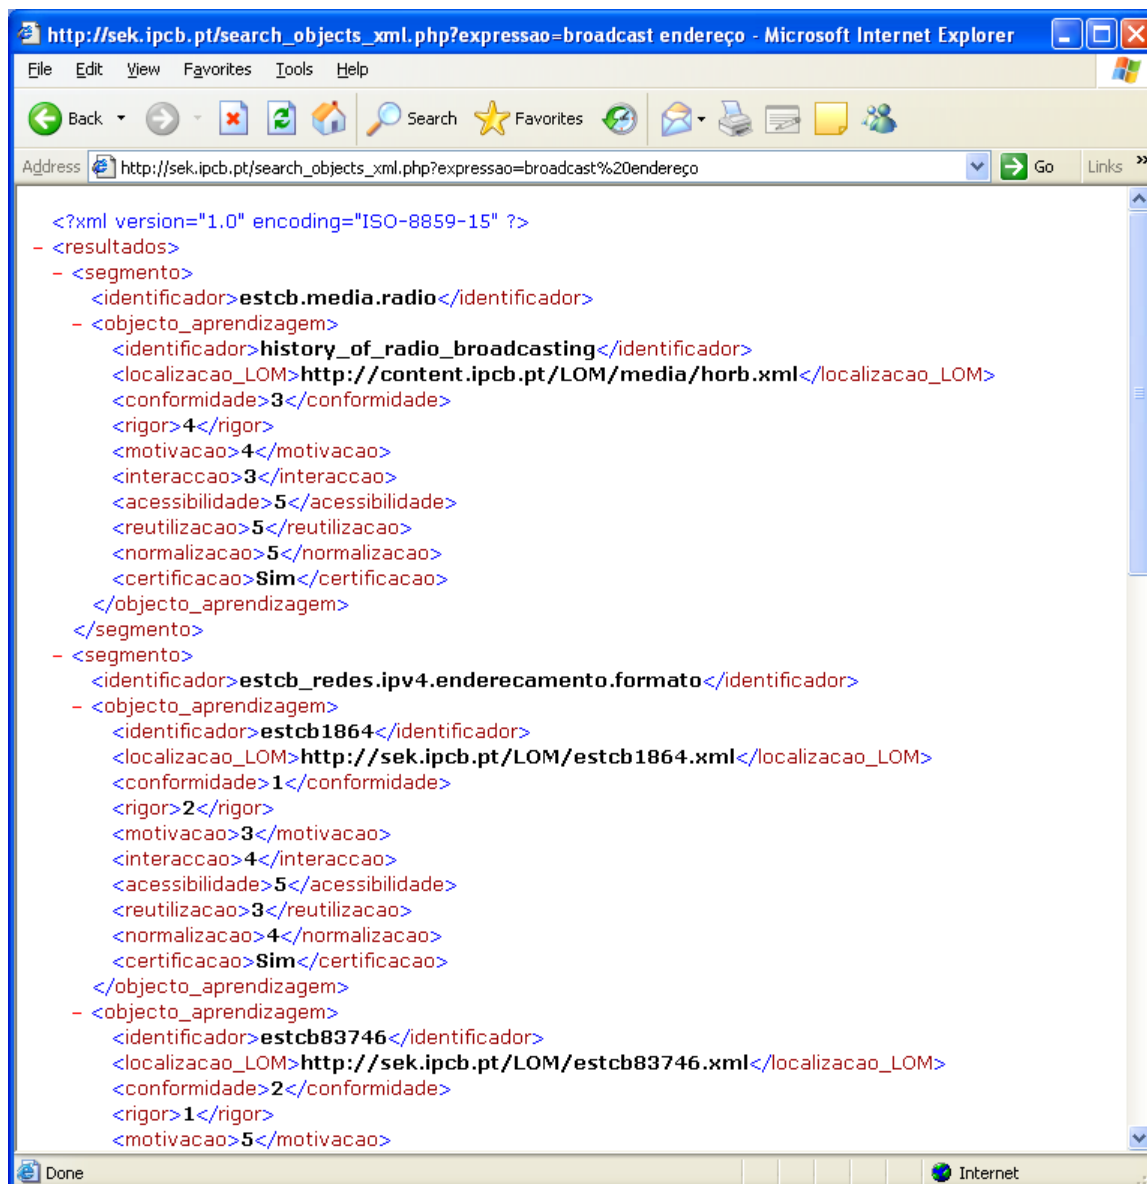 http://sek.ipcb.pt/search_objects_xml.php?expressao=broadcast endereço - Microsoft Internet Explorer
File Edit View Favorites Tools Help
Back Search Favorites
Address http://sek.ipcb.pt/search_objects_xml.php?expressao=broadcast%20endereço Go Links »
<?xml version="1.0" encoding="ISO-8859-15" ?>
- <resultados>
- <segmento>
<identificador>estcb.media.radio</identificador>
- <objecto_aprendizagem>
<identificador>history_of_radio_broadcasting</identificador>
<localizacao_LOM>http://content.ipcb.pt/LOM/media/horb.xml</localizacao_LOM>
<conformidade>3</conformidade>
<rigor>4</rigor>
<motivacao>4</motivacao>
<interaccao>3</interaccao>
<acessibilidade>5</acessibilidade>
<reutilizacao>5</reutilizacao>
<normalizacao>5</normalizacao>
<certificacao>Sim</certificacao>
</objecto_aprendizagem>
</segmento>
- <segmento>
<identificador>estcb_redes.ipv4.enderecamento.formato</identificador>
- <objecto_aprendizagem>
<identificador>estcb1864</identificador>
<localizacao_LOM>http://sek.ipcb.pt/LOM/estcb1864.xml</localizacao_LOM>
<conformidade>1</conformidade>
<rigor>2</rigor>
<motivacao>3</motivacao>
<interaccao>4</interaccao>
<acessibilidade>5</acessibilidade>
<reutilizacao>3</reutilizacao>
<normalizacao>4</normalizacao>
<certificacao>Sim</certificacao>
</objecto_aprendizagem>
- <objecto_aprendizagem>
<identificador>estcb83746</identificador>
<localizacao_LOM>http://sek.ipcb.pt/LOM/estcb83746.xml</localizacao_LOM>
<conformidade>2</conformidade>
<rigor>1</rigor>
<motivacao>5</motivacao>
Done Internet